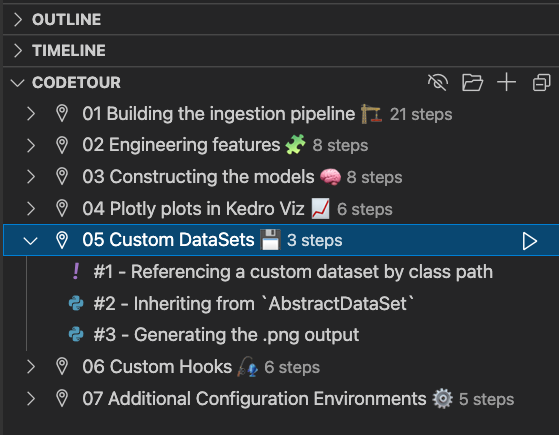 OUTLINE
TIMELINE
CODETOUR
01 Building the ingestion pipeline 🏗️ 21 steps
02 Engineering features 🧩 8 steps
03 Constructing the models 🧠 8 steps
04 Plotly plots in Kedro Viz 📈 6 steps
05 Custom DataSets 💾 3 steps
! #1 - Referencing a custom dataset by class path
#2 - Inheriting from `AbstractDataSet`
#3 - Generating the .png output
06 Custom Hooks 🎣 6 steps
07 Additional Configuration Environments ⚙️ 5 steps